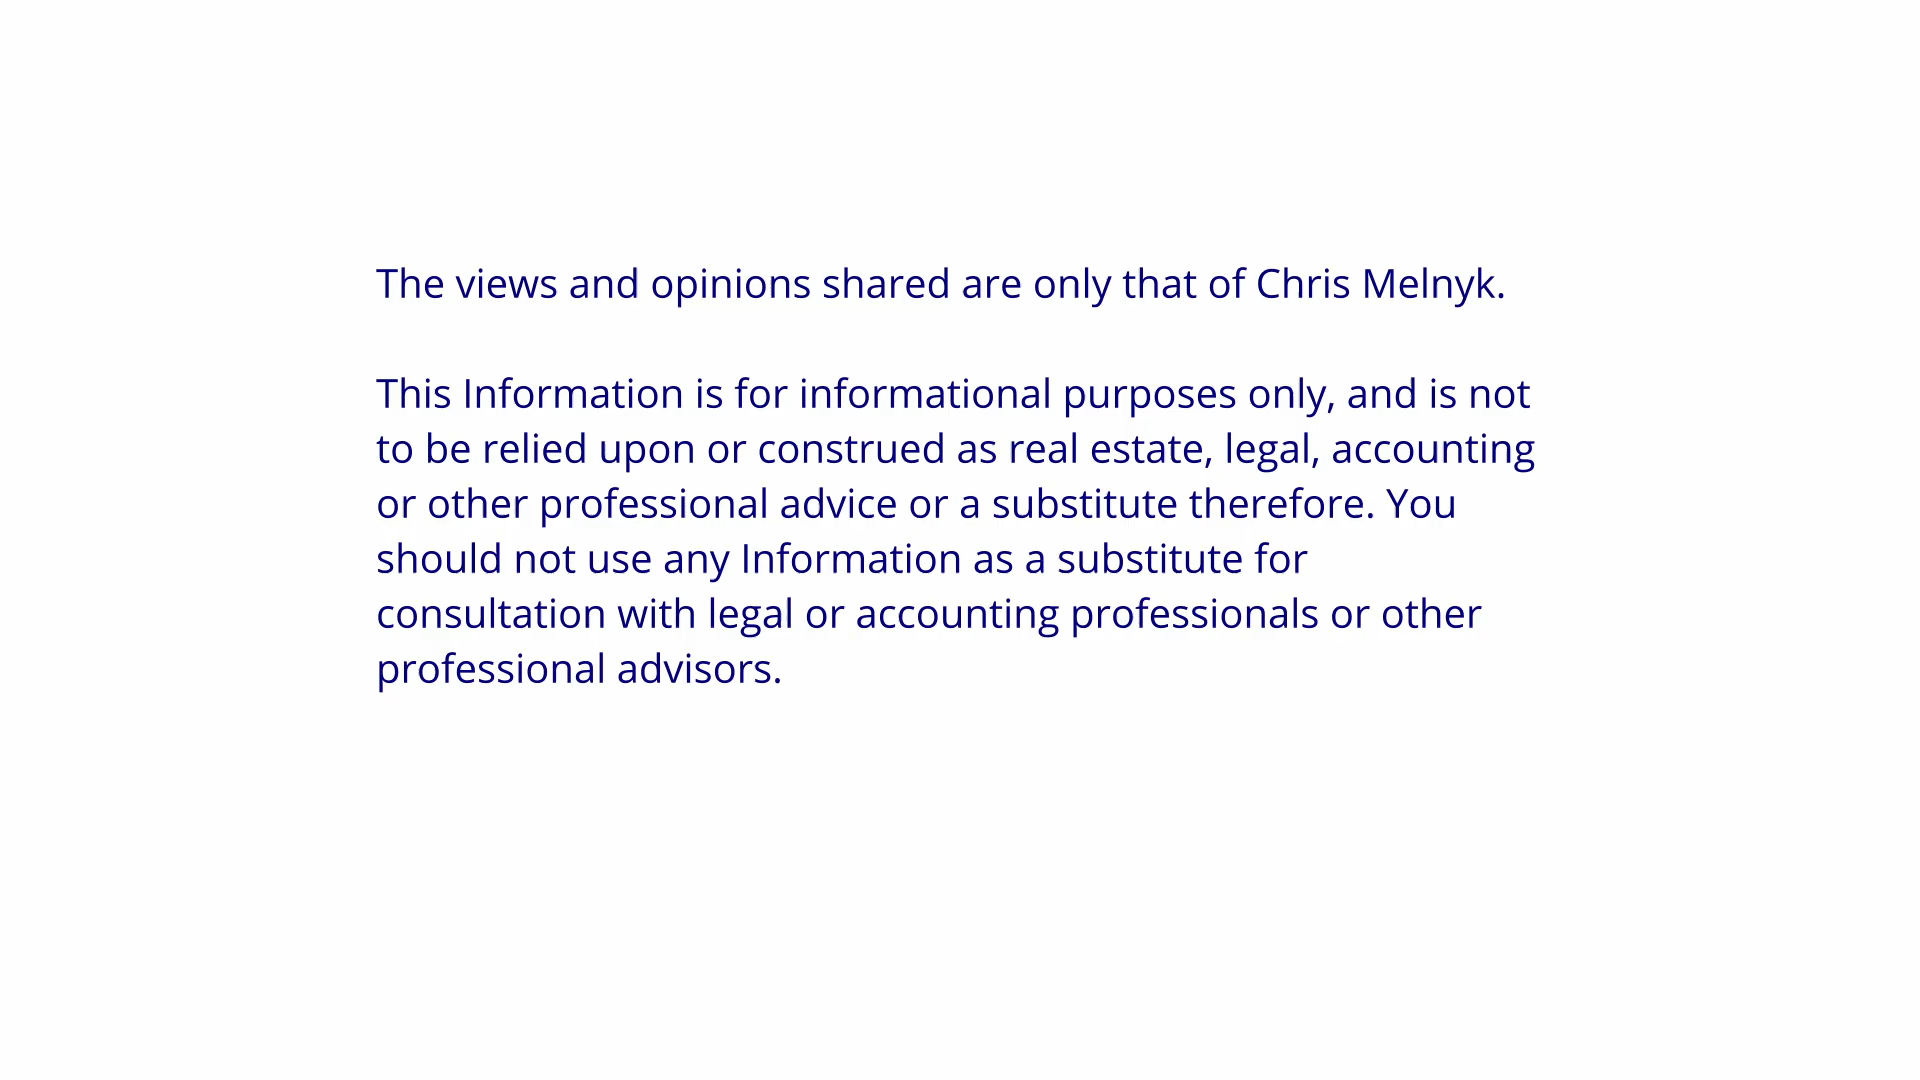 The views and opinions shared are only that of Chris Melnyk.
This Information is for informational purposes only, and is not
to be relied upon or construed as real estate, legal, accounting
or other professional advice or a substitute therefore. You
should not use any Information as a substitute for
consultation with legal or accounting professionals or other
professional advisors.